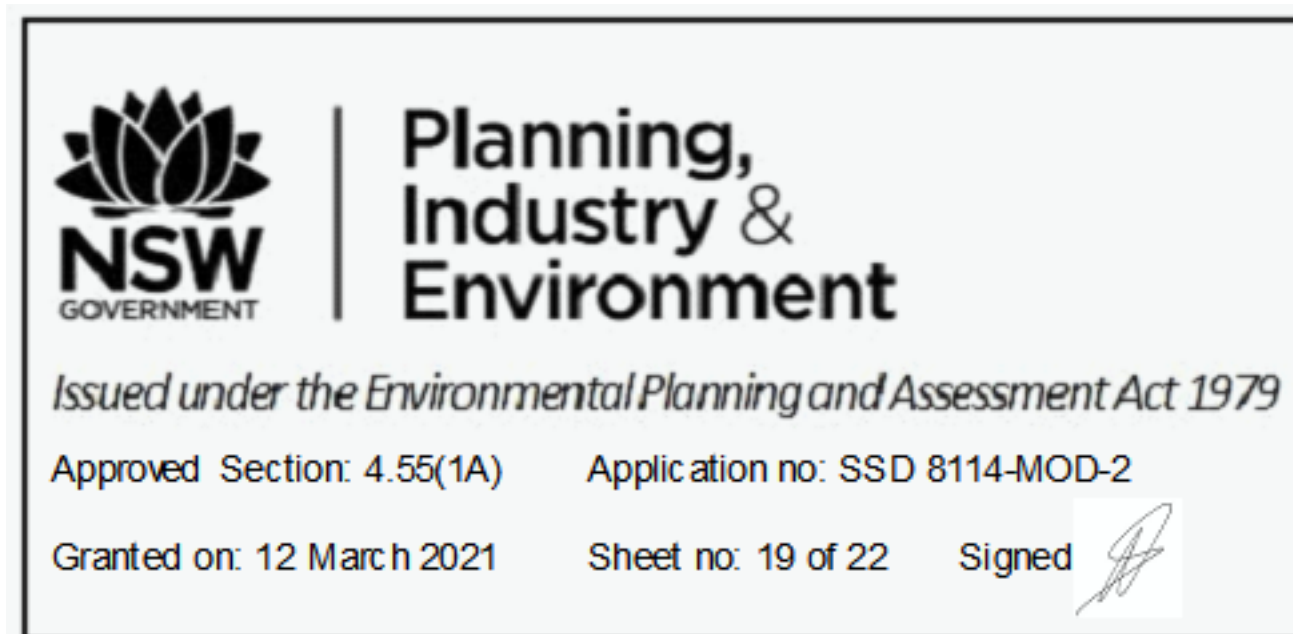 NSW
GOVERNMENT
Planning,
Industry &
Environment
Issued under the Environmental Planning and Assessment Act 1979
Approved Section: 4.55(1A) Application no: SSD 8114-MOD-2
Granted on: 12 March 2021 Sheet no: 19 of 22 Signed